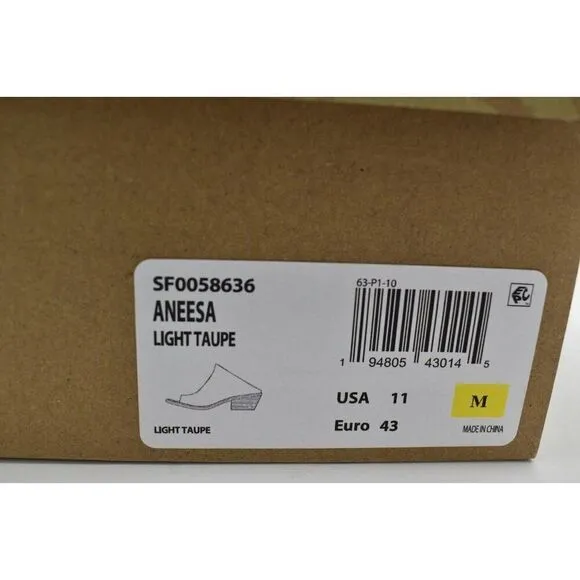 SF0058636
ANEESA
LIGHT TAUPE
LIGHT TAUPE
63-P1-10
1 94805 43014 5
USA 11
Euro 43
M
MADE IN CHINA